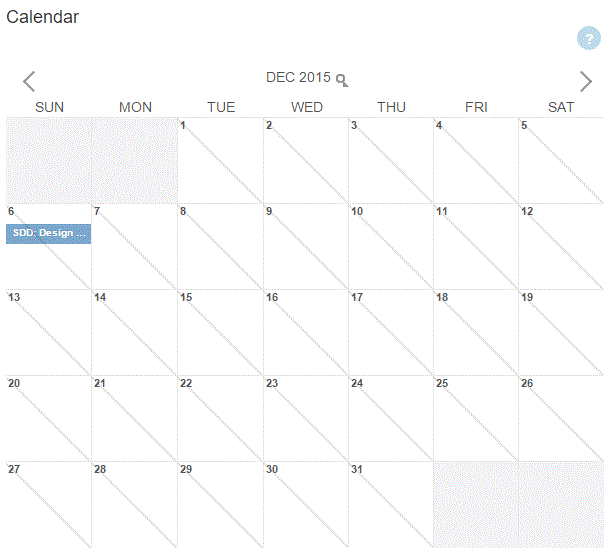 Calendar
?
DEC 2015
SUN MON TUE WED THU FRI SAT
1 2 3 4 5
6 7 8 9 10 11 12
SDD: Design ...
13 14 15 16 17 18 19
20 21 22 23 24 25 26
27 28 29 30 31